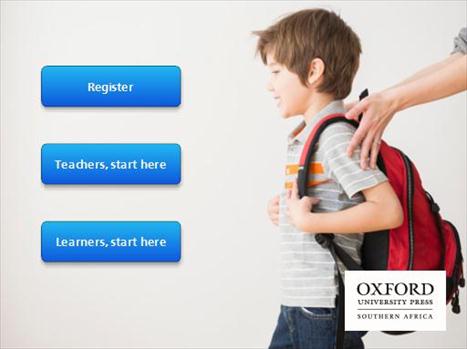 Register
Teachers, start here
Learners, start here
OXFORD
UNIVERSITY PRESS
SOUTHERN AFRICA